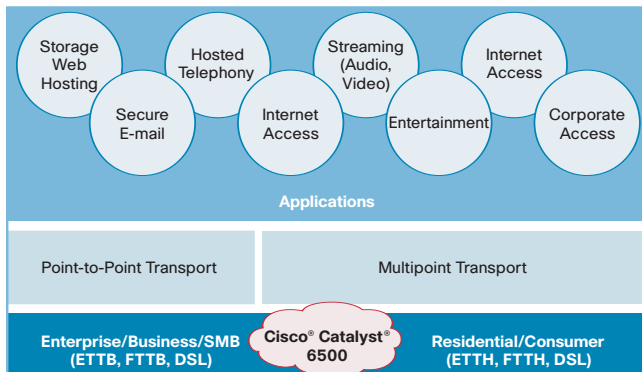 Storage
Web
Hosting
Hosted
Telephony
Streaming
(Audio,
Video)
Internet
Access
Secure
E-mail
Internet
Access
Entertainment
Corporate
Access
Applications
Point-to-Point Transport
Multipoint Transport
Enterprise/Business/SMB
(ETTB, FTTB, DSL)
Cisco® Catalyst®
6500
Residential/Consumer
(ETTH, FTTH, DSL)